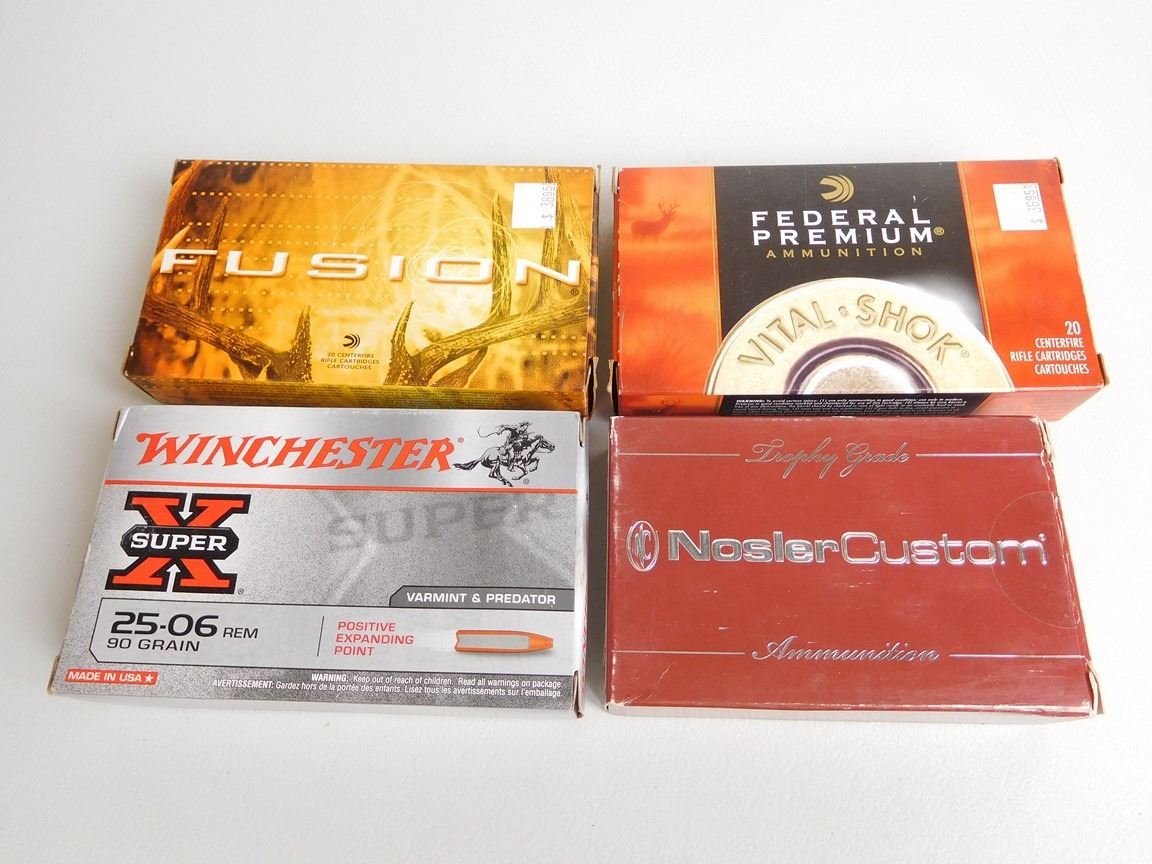 $ 36958
FUSION®
20 CENTERFIRE
RIFLE CARTRIDGES
CARTOUCHES
$ 36958
FEDERAL
PREMIUM®
AMMUNITION
VITAL·SHOK®
20
CENTERFIRE
RIFLE CARTRIDGES
CARTOUCHES
WINCHESTER®
SUPER
X
SUPER
®
VARMINT & PREDATOR
25-06 REM
90 GRAIN
POSITIVE
EXPANDING
POINT
MADE IN USA★
WARNING: Keep out of reach of children. Read all warnings on package.
AVERTISSEMENT: Gardez hors de la portée des enfants. Lisez tous les avertissements sur l'emballage.
Trophy Grade
NC NoslerCustom®
Ammunition